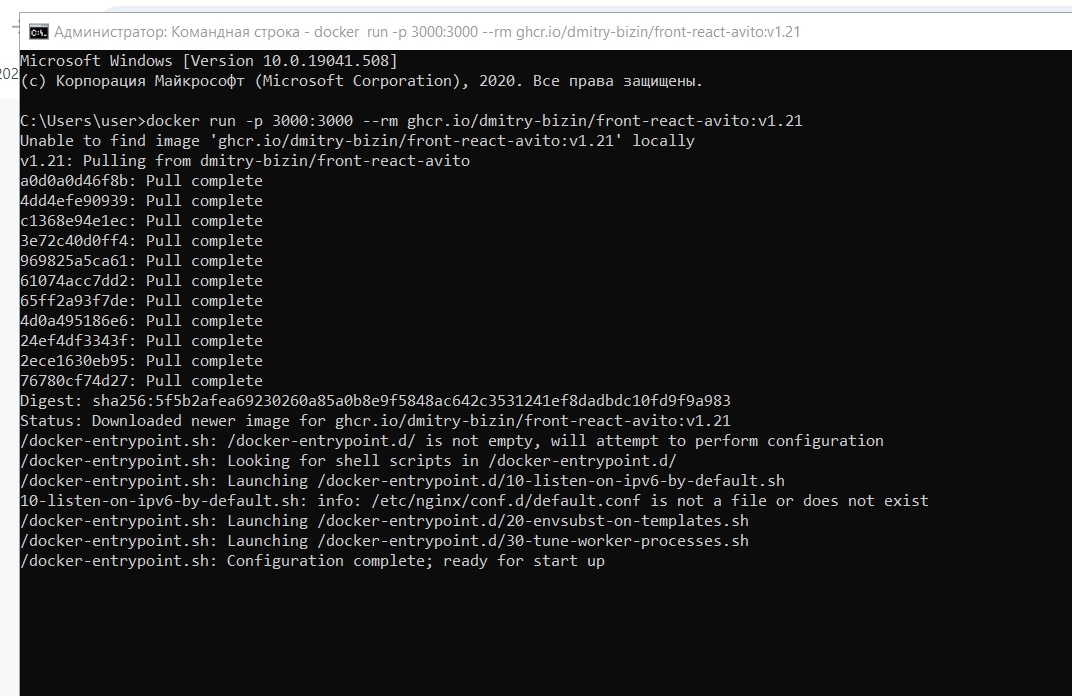 Администратор: Командная строка - docker  run -p 3000:3000 --rm ghcr.io/dmitry-bizin/front-react-avito:v1.21
Microsoft Windows [Version 10.0.19041.508]
(c) Корпорация Майкрософт (Microsoft Corporation), 2020. Все права защищены.
C:\Users\user>docker run -p 3000:3000 --rm ghcr.io/dmitry-bizin/front-react-avito:v1.21
Unable to find image 'ghcr.io/dmitry-bizin/front-react-avito:v1.21' locally
v1.21: Pulling from dmitry-bizin/front-react-avito
a0d0a0d46f8b: Pull complete
4dd4efe90939: Pull complete
c1368e94e1ec: Pull complete
3e72c40d0ff4: Pull complete
969825a5ca61: Pull complete
61074acc7dd2: Pull complete
65ff2a93f7de: Pull complete
4d0a495186e6: Pull complete
24ef4df3343f: Pull complete
2ece1630eb95: Pull complete
76780cf74d27: Pull complete
Digest: sha256:5f5b2afea69230260a85a0b8e9f5848ac642c3531241ef8dadbdc10fd9f9a983
Status: Downloaded newer image for ghcr.io/dmitry-bizin/front-react-avito:v1.21
/docker-entrypoint.sh: /docker-entrypoint.d/ is not empty, will attempt to perform configuration
/docker-entrypoint.sh: Looking for shell scripts in /docker-entrypoint.d/
/docker-entrypoint.sh: Launching /docker-entrypoint.d/10-listen-on-ipv6-by-default.sh
10-listen-on-ipv6-by-default.sh: info: /etc/nginx/conf.d/default.conf is not a file or does not exist
/docker-entrypoint.sh: Launching /docker-entrypoint.d/20-envsubst-on-templates.sh
/docker-entrypoint.sh: Launching /docker-entrypoint.d/30-tune-worker-processes.sh
/docker-entrypoint.sh: Configuration complete; ready for start up